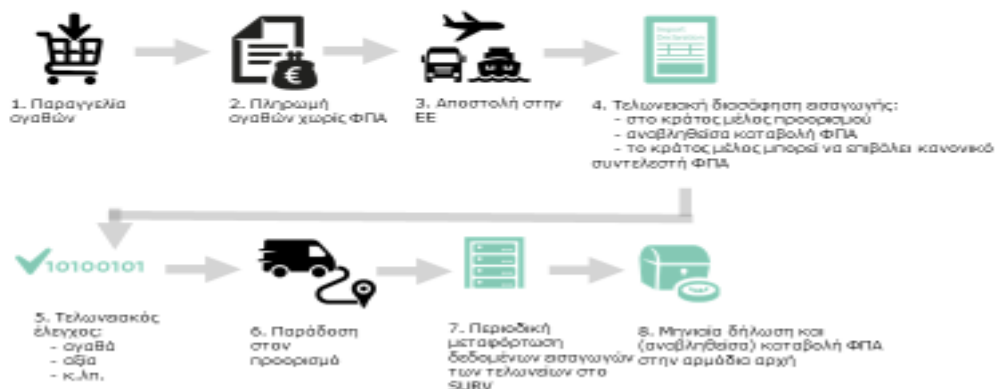 1. Παραγγελία
αγαθών
2. Πληρωμή
αγαθών χωρίς ΦΠΑ
3. Αποστολή στην
ΕΕ
Import
Declaration
4. Τελωνειακή διασάφηση εισαγωγής:
- στο κράτος μέλος προορισμού
- αναβληθείσα καταβολή ΦΠΑ
- το κράτος μέλος μπορεί να επιβάλει κανονικό
συντελεστή ΦΠΑ
10100101
5. Τελωνειακός
έλεγχος:
- αγαθά
- αξία
- κ.λπ.
6. Παράδοση
στον
προορισμό
7. Περιοδική
μεταφόρτωση
δεδομένων εισαγωγών
των τελωνείων στο
SURV
8. Μηνιαία δήλωση και
(αναβληθείσα) καταβολή ΦΠΑ
στην αρμόδια αρχή